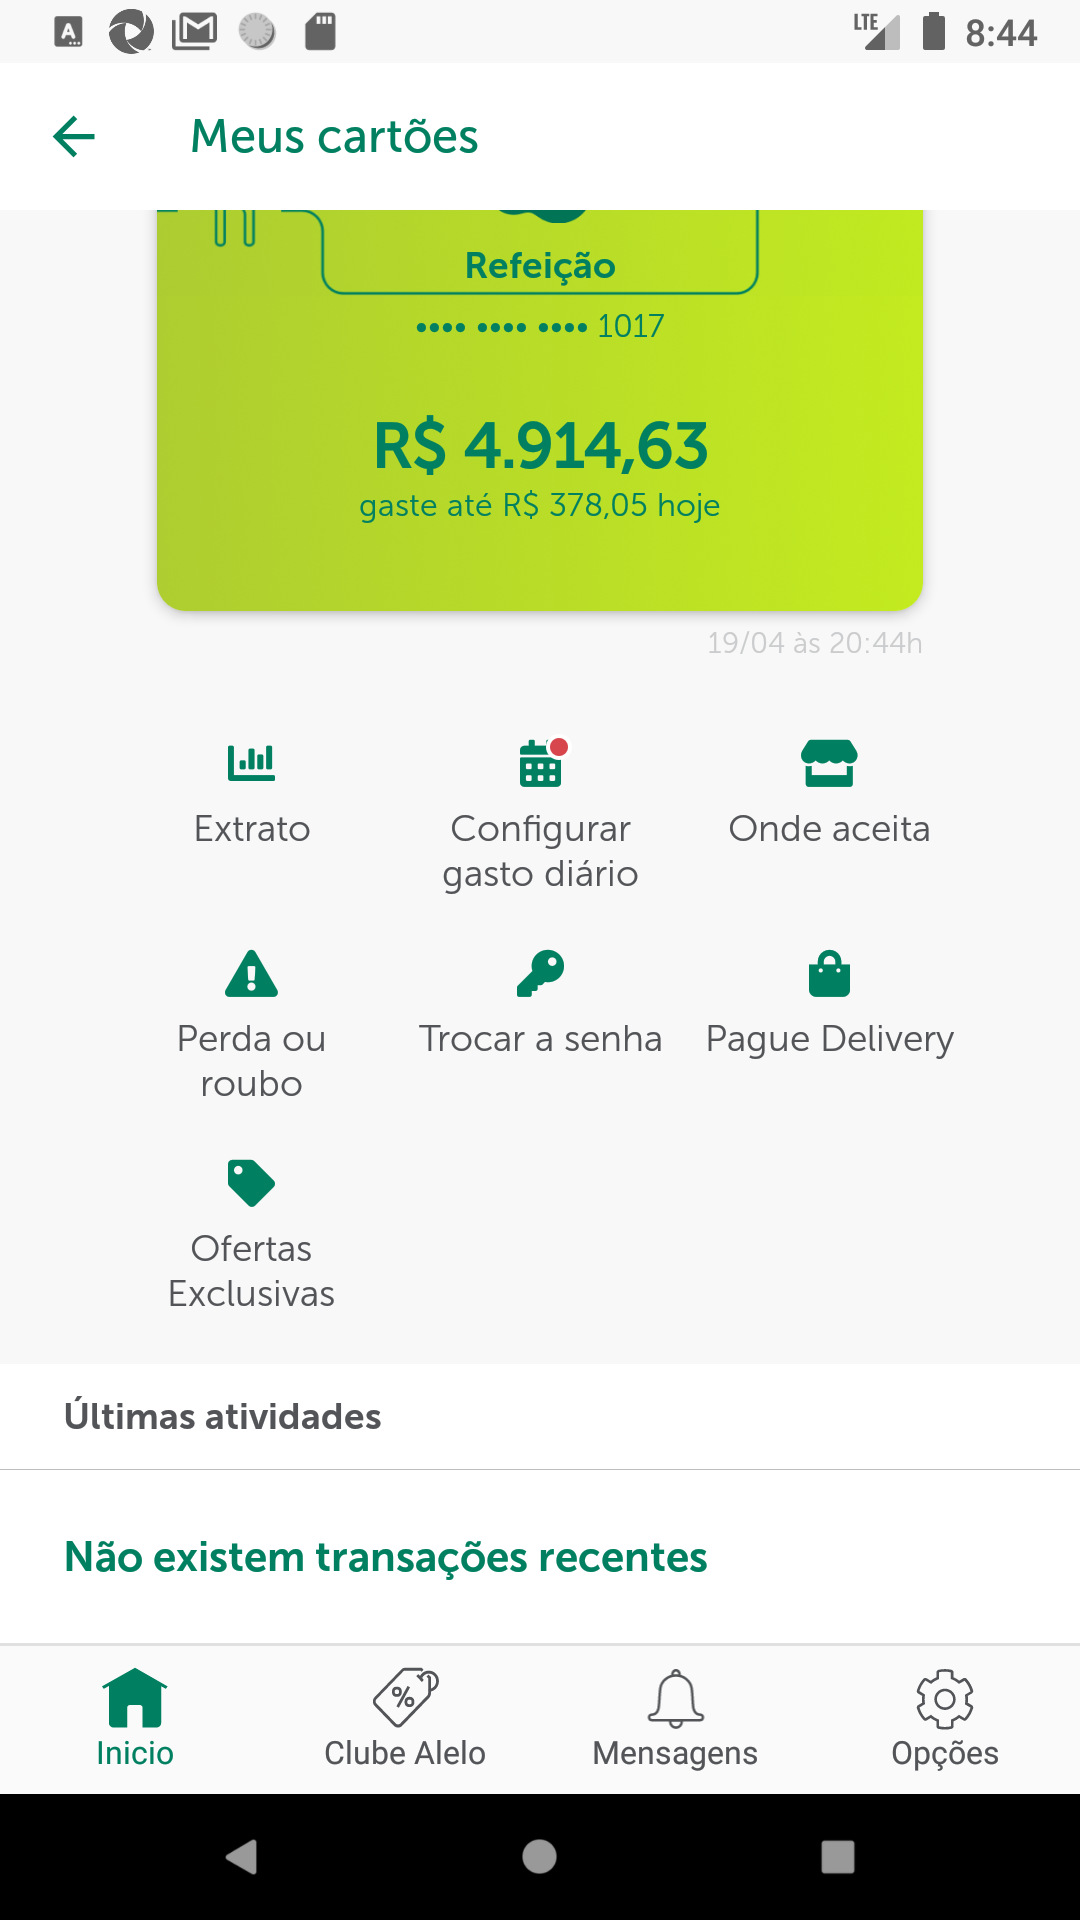 8:44
LTE
Meus cartões
Refeição
•••• •••• •••• 1017
R$ 4.914,63
gaste até R$ 378,05 hoje
19/04 às 20:44h
Extrato
Configurar
gasto diário
Onde aceita
Perda ou
roubo
Trocar a senha
Pague Delivery
Ofertas
Exclusivas
Últimas atividades
Não existem transações recentes
Inicio
Clube Alelo
Mensagens
Opções